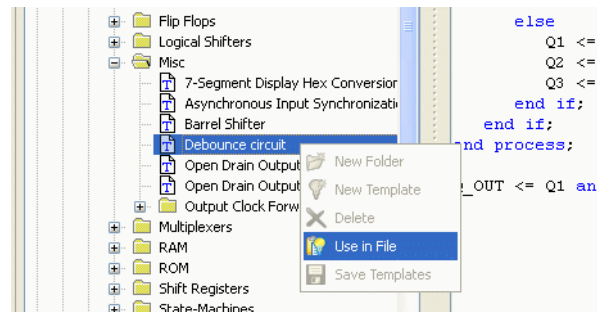 Flip Flops
Logical Shifters
Misc
7-Segment Display Hex Conversion
Asynchronous Input Synchronizati
Barrel Shifter
Debounce circuit
Open Drain Output
Open Drain Output
Output Clock Forw
Multiplexers
RAM
ROM
Shift Registers
State-Machines
New Folder
New Template
Delete
Use in File
Save Templates
else
Q1 <=
Q2 <=
Q3 <=
end if;
end if;
nd process;
_OUT <= Q1 an